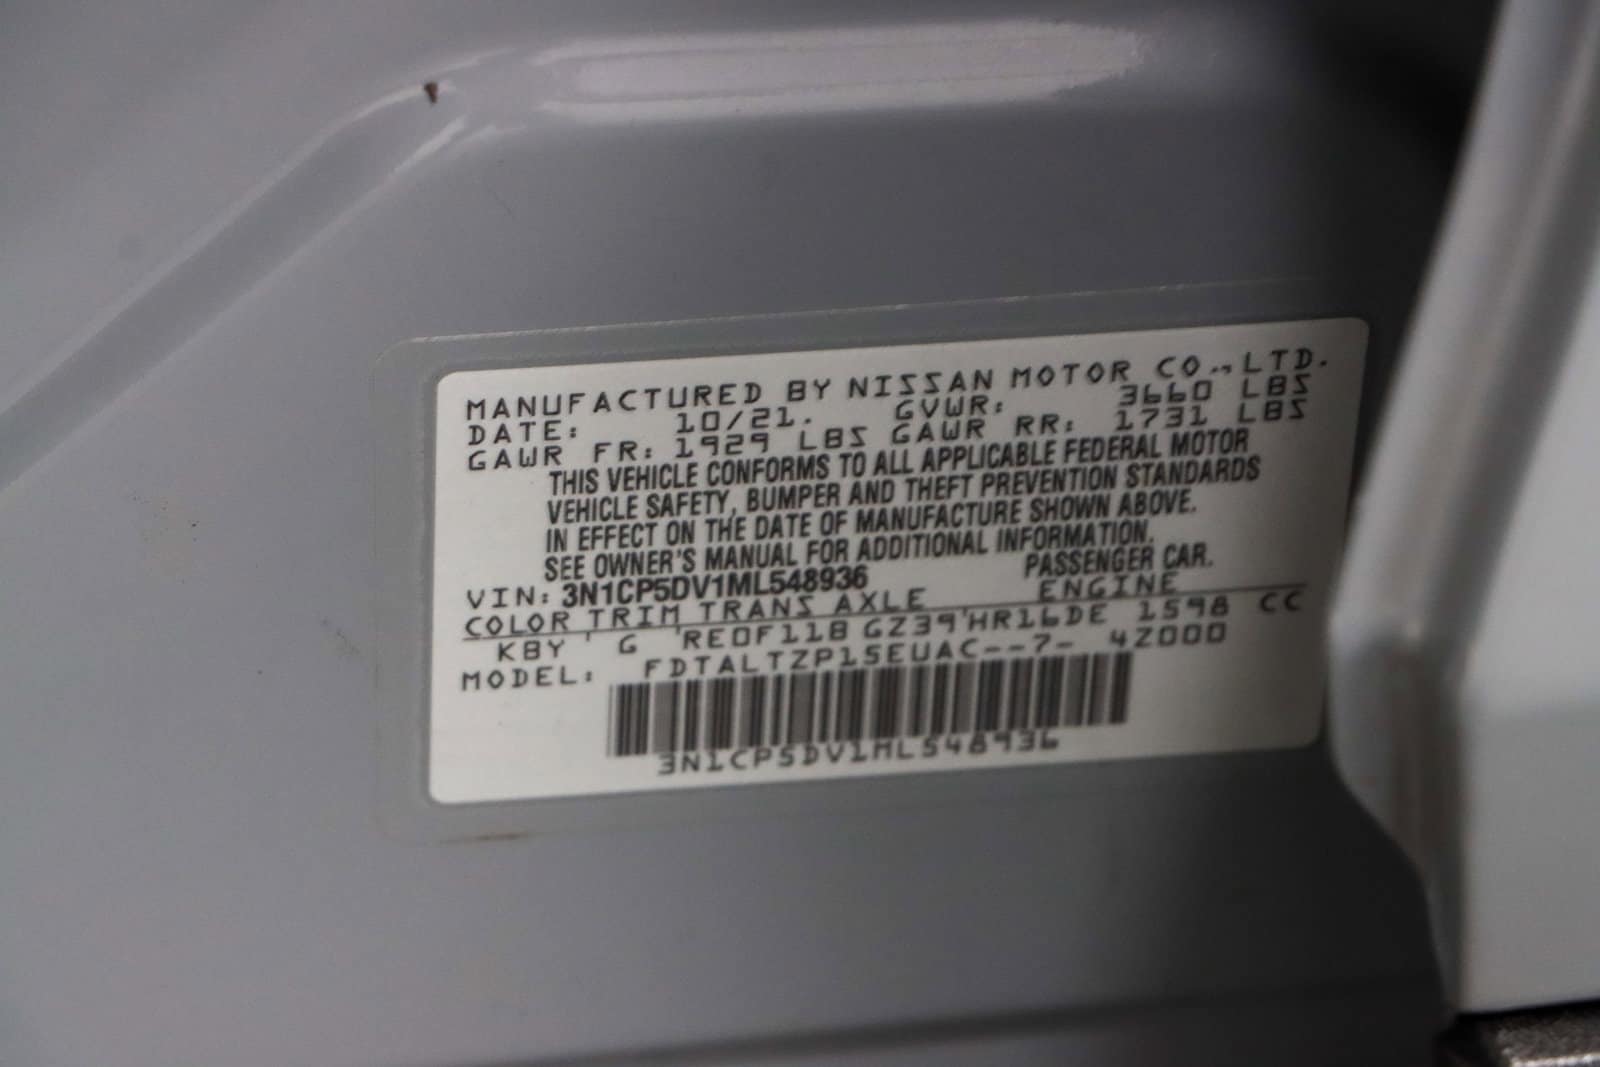 MANUFACTURED BY NISSAN MOTOR CO.,LTD.
DATE: 10/21. GVWR: 3660 LBS
GAWR FR: 1929 LBS GAWR RR: 1731 LBS
THIS VEHICLE CONFORMS TO ALL APPLICABLE FEDERAL MOTOR
VEHICLE SAFETY, BUMPER AND THEFT PREVENTION STANDARDS
IN EFFECT ON THE DATE OF MANUFACTURE SHOWN ABOVE.
SEE OWNER'S MANUAL FOR ADDITIONAL INFORMATION.
VIN: 3N1CP5DV1ML548936 PASSENGER CAR.
COLOR TRIM TRANS AXLE ENGINE
KBY ' G 'RE0F11B GZ39'HR16DE 1598 CC
MODEL: FDTALTZP15EUAC--7- 4Z000
3N1CP5DV1ML548936